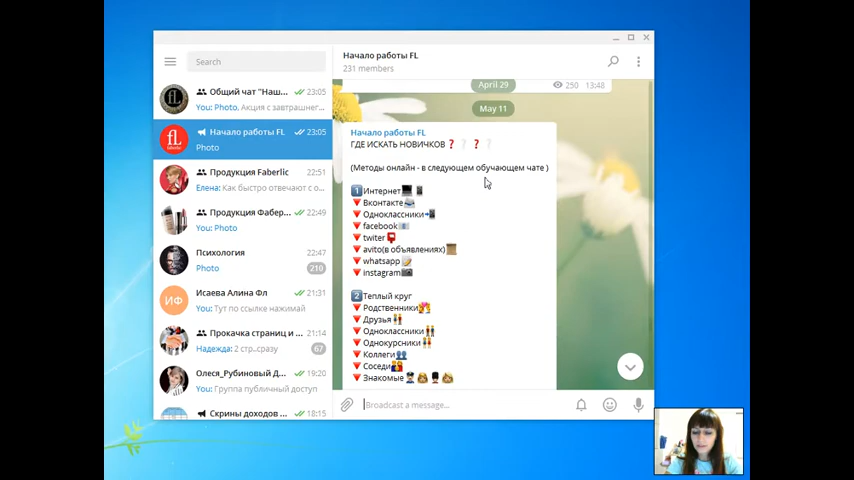 Search
Общий чат "Наш...
23:05
You: Photo, Акция с завтрашнег...
Начало работы FL
23:05
Photo
Продукция Faberlic
22:51
Елена: Как быстро отвечают с о...
Продукция Фабер...
22:49
You: Photo
Психология
22:47
Photo
210
ИФ
Исаева Алина Фл
21:31
You: Тут по ссылке нажимай
Прокачка страниц и ...
21:14
Надежда: 2 стр..сразу
67
Олеся_Рубиновый Д...
19:20
You: Группа публичный доступ
Скрины доходов ...
18:15
Начало работы FL
231 members
April 29
250 13:48
May 11
Начало работы FL
ГДЕ ИСКАТЬ НОВИЧКОВ❓❔❓❔
(Методы онлайн - в следующем обучающем чате )
1 Интернет
Вконтакте
Одноклассники
facebook
twiter
avito(в объявлениях)
whatsapp
instagram
2 Теплый круг
Родственники
Друзья
Одноклассники
Однокурсники
Коллеги
Соседи
Знакомые
Broadcast a message...